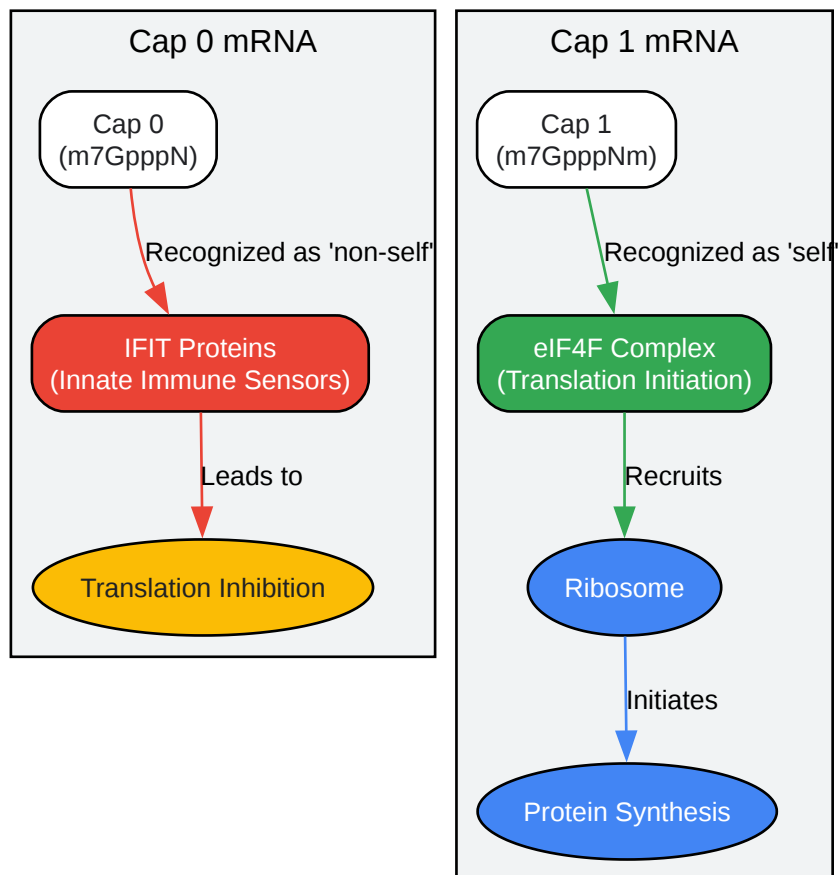 Cap 0 mRNA
Cap 0
(m7GpppN)
Recognized as 'non-self'
IFIT Proteins
(Innate Immune Sensors)
Leads to
Translation Inhibition
Cap 1 mRNA
Cap 1
(m7GpppNm)
Recognized as 'self'
eIF4F Complex
(Translation Initiation)
Recruits
Ribosome
Initiates
Protein Synthesis